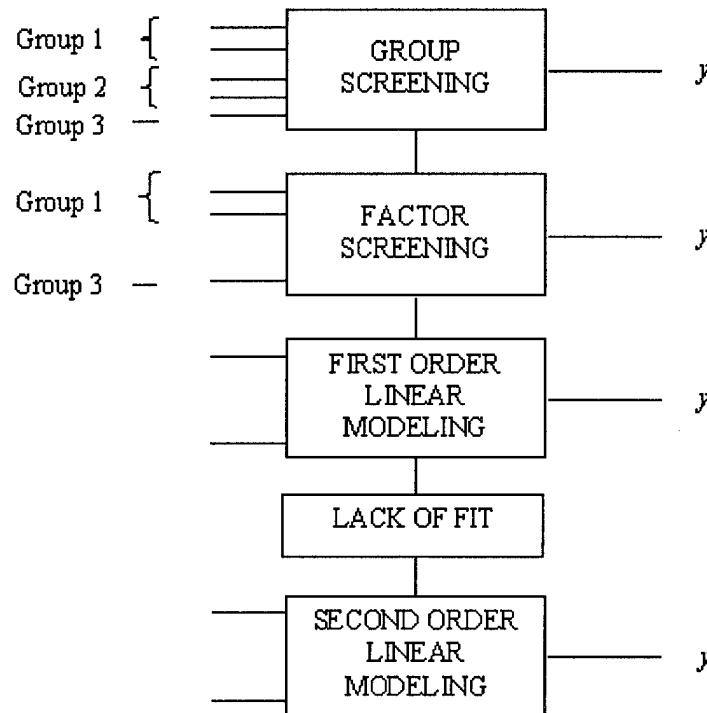 Group 1
GROUP
SCREENING
y
Group 2
Group 3
Group 1
FACTOR
SCREENING
y
Group 3
FIRST ORDER
LINEAR
MODELING
y
LACK OF FIT
SECOND ORDER
LINEAR
MODELING
y